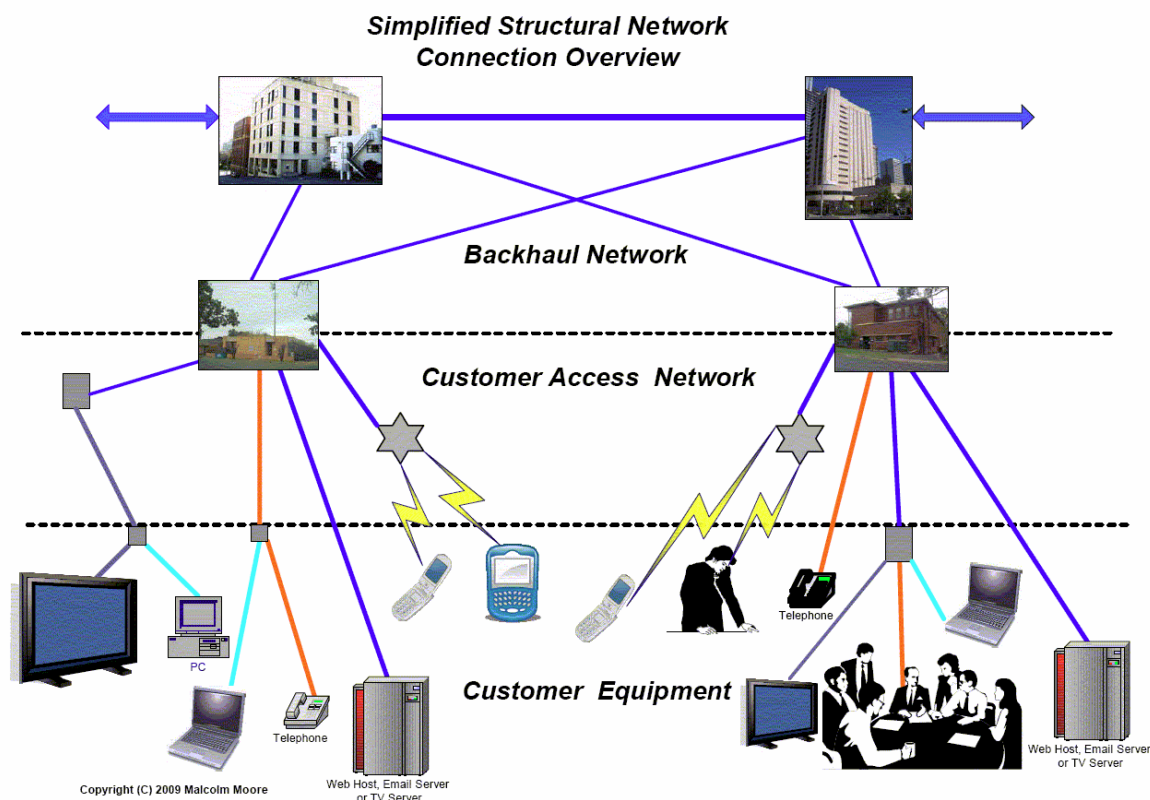 Simplified Structural Network
Connection Overview
Backhaul Network
Customer Access Network
Telephone
PC
Customer Equipment
Telephone
Web Host, Email Server
or TV Server
Web Host, Email Server
or TV Server
Copyright (C) 2009 Malcolm Moore